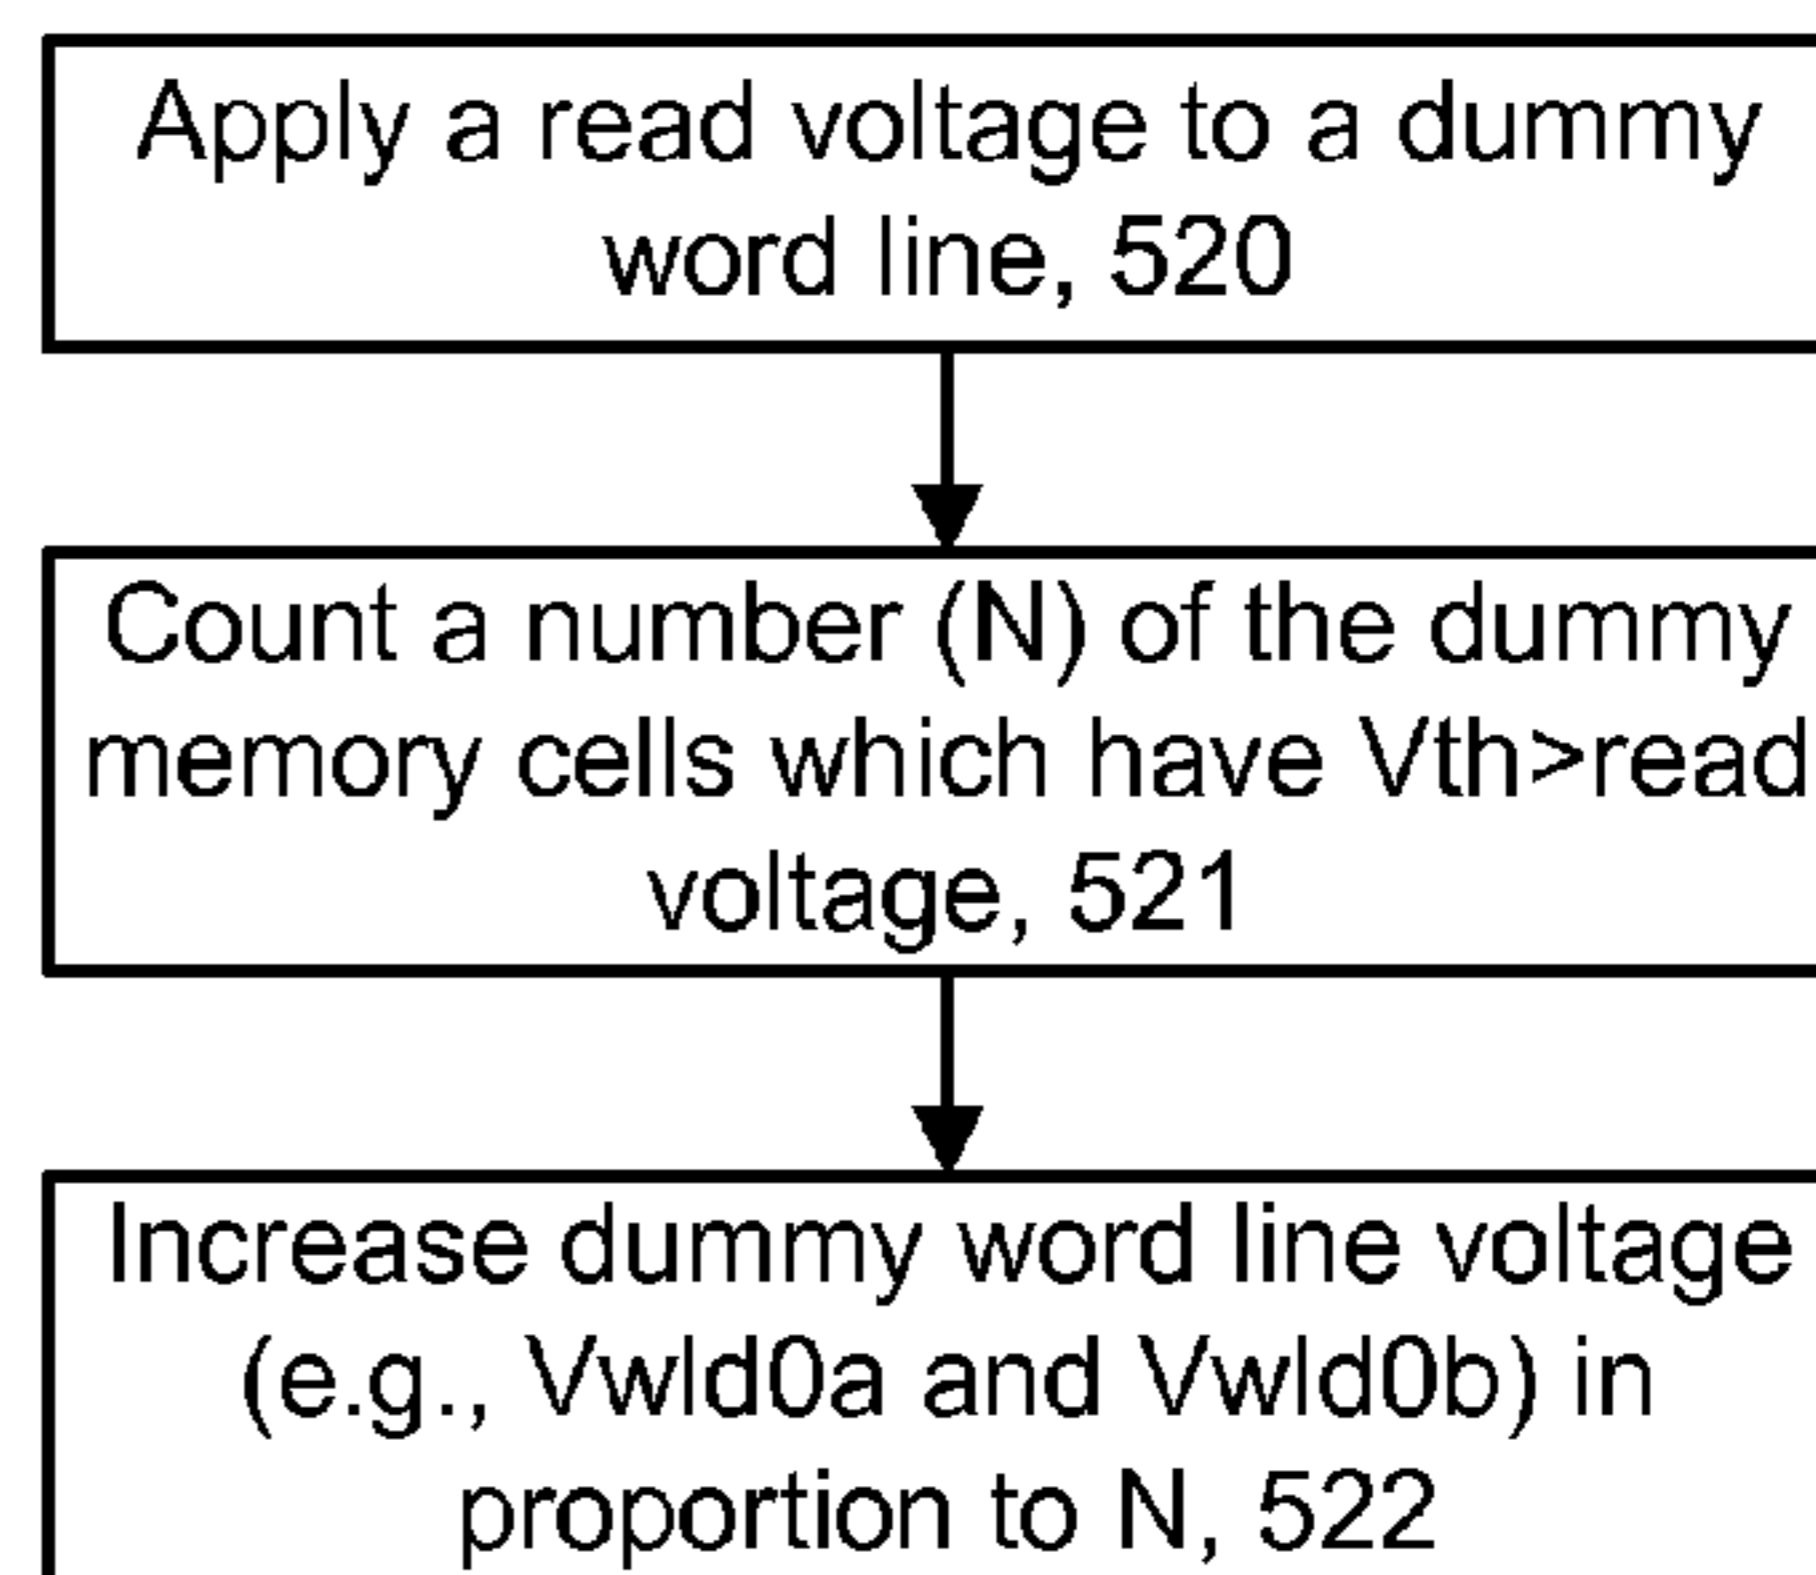 Apply a read voltage to a dummy
word line, 520
Count a number (N) of the dummy
memory cells which have Vth>read
voltage, 521
Increase dummy word line voltage
(e.g., Vwld0a and Vwld0b) in
proportion to N, 522